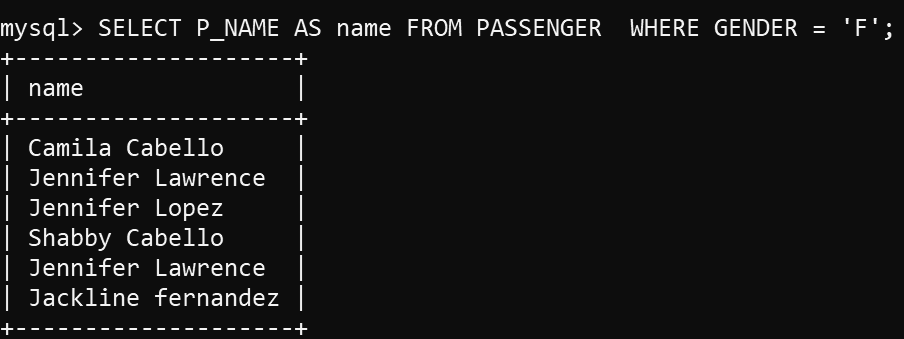 mysql> SELECT P_NAME AS name FROM PASSENGER  WHERE GENDER = 'F';
+--------------------+
| name               |
+--------------------+
| Camila Cabello     |
| Jennifer Lawrence  |
| Jennifer Lopez     |
| Shabby Cabello     |
| Jennifer Lawrence  |
| Jackline fernandez |
+--------------------+